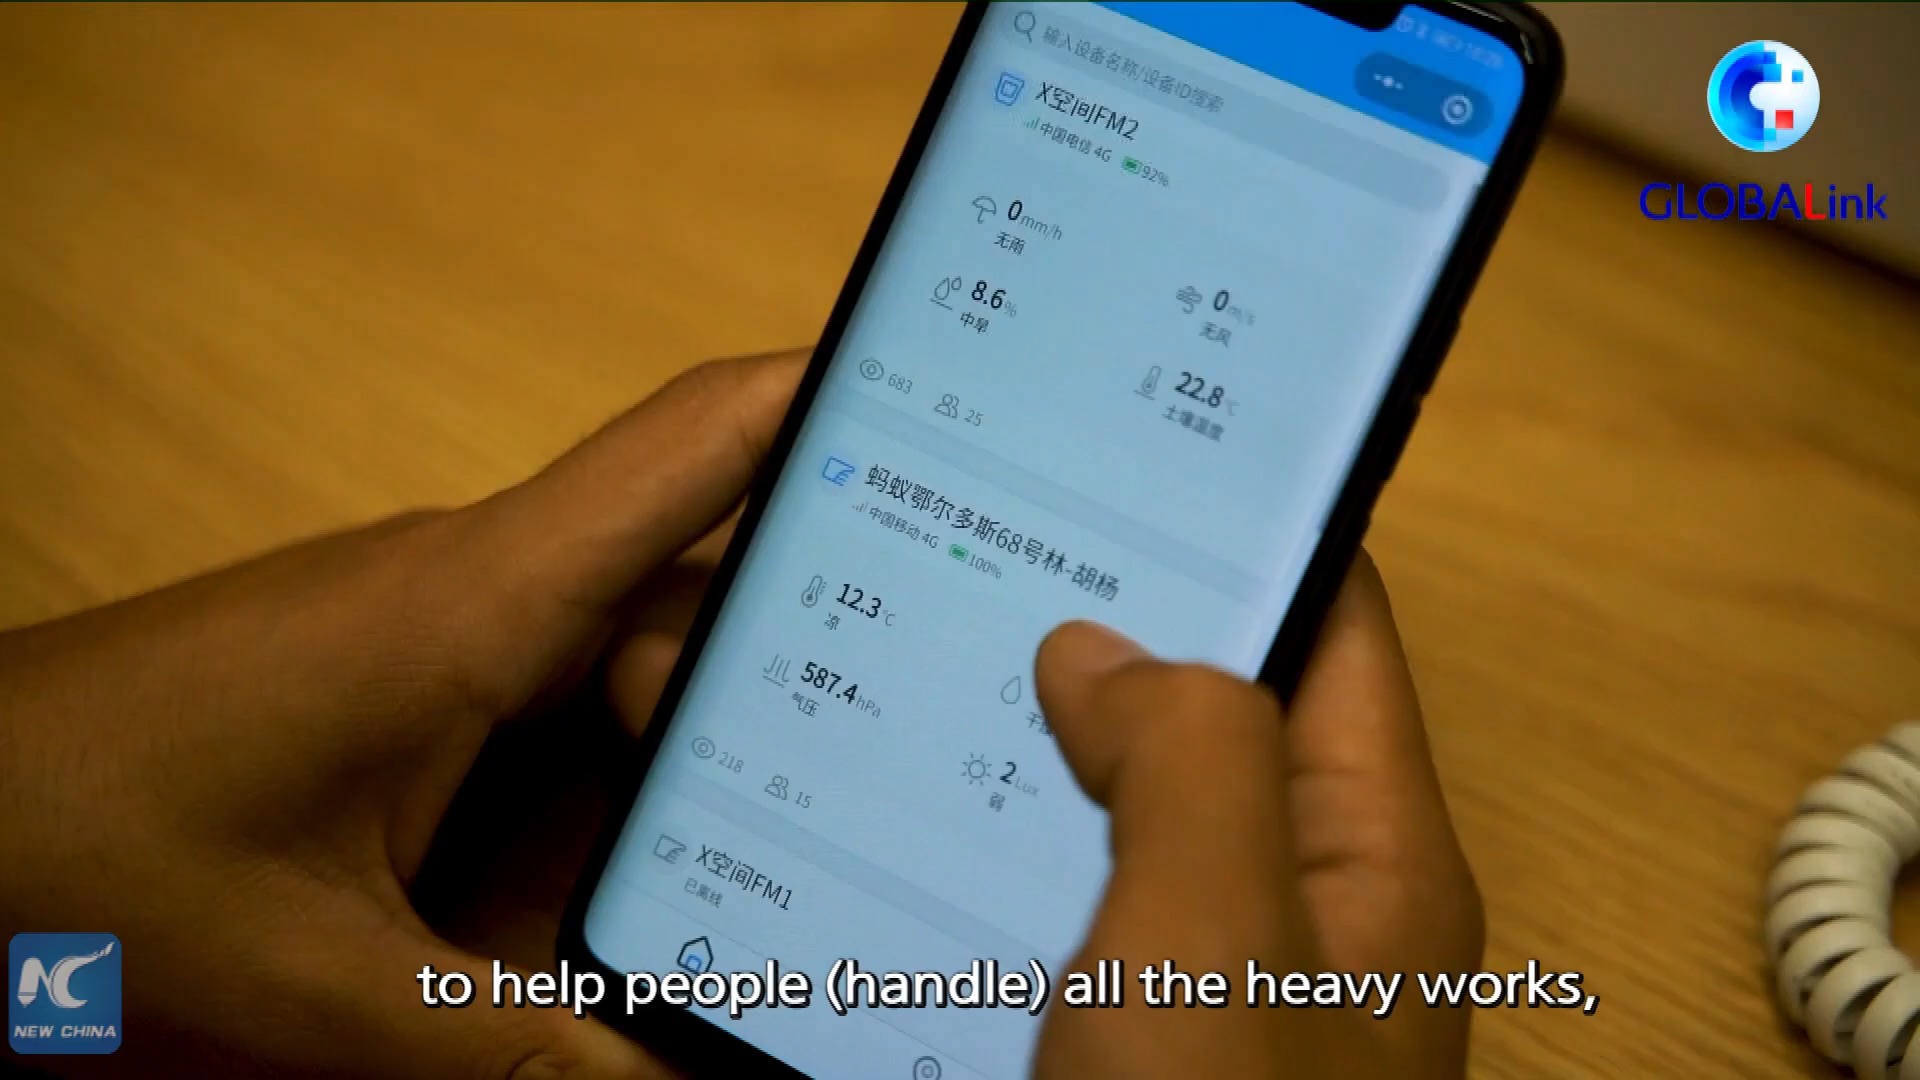 输入设备名称/设备ID搜索
X空间FM2
中国电信 4G 92%
0mm/h
无雨
0m/s
无风
8.6%
中旱
22.8℃
土壤温度
683 25
蚂蚁鄂尔多斯68号林-胡杨
中国移动 4G 100%
12.3℃
凉
587.4hPa
气压
2Lux
弱
218 15
X空间FM1
已离线
GLOBALink
NEW CHINA
to help people (handle) all the heavy works,